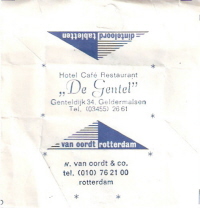 dinteloord tabletten
Hotel Café Restaurant
„De Gentel”
Genteldijk 34, Geldermalsen
Tel. (03455) 26 61
van oordt rotterdam
v. van oordt & co.
tel. (010) 76 21 00
rotterdam